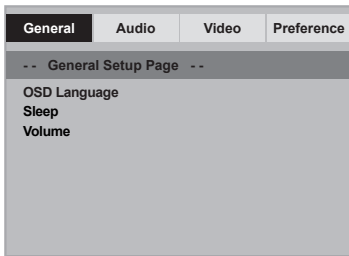 General Audio Video Preference
- - General Setup Page - -
OSD Language
Sleep
Volume